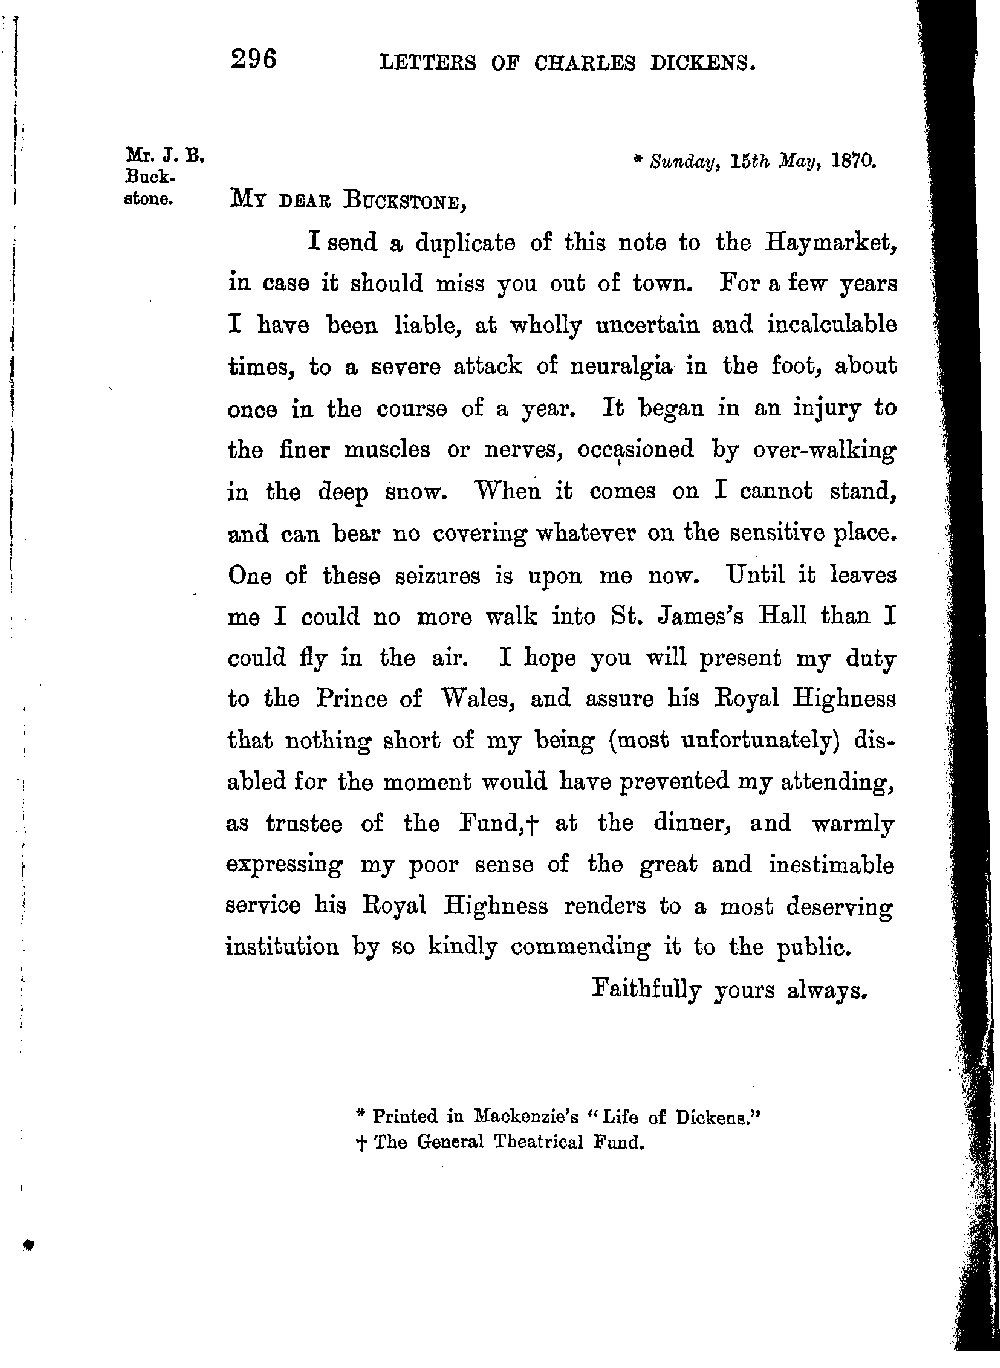 296 LETTERS OF CHARLES DICKENS.
Mr. J. B.
Buck-
stone.
* Sunday, 15th May, 1870.
MY DEAR BUCKSTONE,
I send a duplicate of this note to the Haymarket,
in case it should miss you out of town. For a few years
I have been liable, at wholly uncertain and incalculable
times, to a severe attack of neuralgia in the foot, about
once in the course of a year. It began in an injury to
the finer muscles or nerves, occasioned by over-walking
in the deep snow. When it comes on I cannot stand,
and can bear no covering whatever on the sensitive place.
One of these seizures is upon me now. Until it leaves
me I could no more walk into St. James's Hall than I
could fly in the air. I hope you will present my duty
to the Prince of Wales, and assure his Royal Highness
that nothing short of my being (most unfortunately) dis-
abled for the moment would have prevented my attending,
as trustee of the Fund,† at the dinner, and warmly
expressing my poor sense of the great and inestimable
service his Royal Highness renders to a most deserving
institution by so kindly commending it to the public.
Faithfully yours always.
* Printed in Mackenzie's "Life of Dickens."
† The General Theatrical Fund.